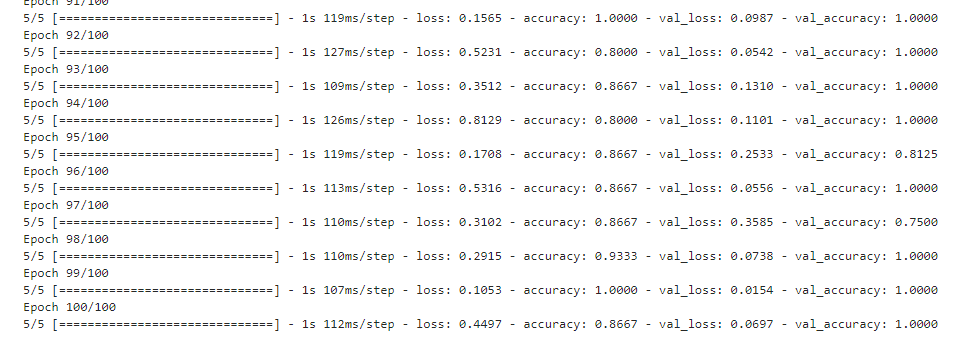 Epoch 91/100
5/5 [==============================] - 1s 119ms/step - loss: 0.1565 - accuracy: 1.0000 - val_loss: 0.0987 - val_accuracy: 1.0000
Epoch 92/100
5/5 [==============================] - 1s 127ms/step - loss: 0.5231 - accuracy: 0.8000 - val_loss: 0.0542 - val_accuracy: 1.0000
Epoch 93/100
5/5 [==============================] - 1s 109ms/step - loss: 0.3512 - accuracy: 0.8667 - val_loss: 0.1310 - val_accuracy: 1.0000
Epoch 94/100
5/5 [==============================] - 1s 126ms/step - loss: 0.8129 - accuracy: 0.8000 - val_loss: 0.1101 - val_accuracy: 1.0000
Epoch 95/100
5/5 [==============================] - 1s 119ms/step - loss: 0.1708 - accuracy: 0.8667 - val_loss: 0.2533 - val_accuracy: 0.8125
Epoch 96/100
5/5 [==============================] - 1s 113ms/step - loss: 0.5316 - accuracy: 0.8667 - val_loss: 0.0556 - val_accuracy: 1.0000
Epoch 97/100
5/5 [==============================] - 1s 110ms/step - loss: 0.3102 - accuracy: 0.8667 - val_loss: 0.3585 - val_accuracy: 0.7500
Epoch 98/100
5/5 [==============================] - 1s 110ms/step - loss: 0.2915 - accuracy: 0.9333 - val_loss: 0.0738 - val_accuracy: 1.0000
Epoch 99/100
5/5 [==============================] - 1s 107ms/step - loss: 0.1053 - accuracy: 1.0000 - val_loss: 0.0154 - val_accuracy: 1.0000
Epoch 100/100
5/5 [==============================] - 1s 112ms/step - loss: 0.4497 - accuracy: 0.8667 - val_loss: 0.0697 - val_accuracy: 1.0000